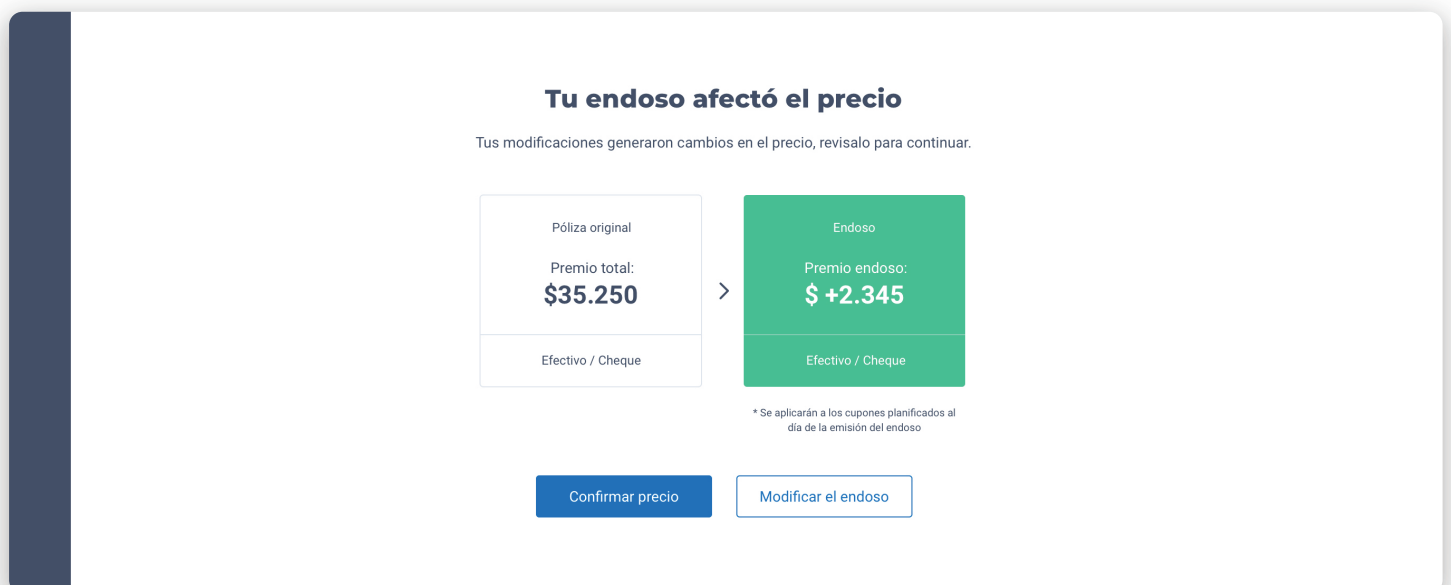 Tu endoso afectó el precio
Tus modificaciones generaron cambios en el precio, revisalo para continuar.
Póliza original
Premio total:
$35.250
Efectivo / Cheque
Endoso
Premio endoso:
$ +2.345
Efectivo / Cheque
* Se aplicarán a los cupones planificados al
día de la emisión del endoso
Confirmar precio
Modificar el endoso